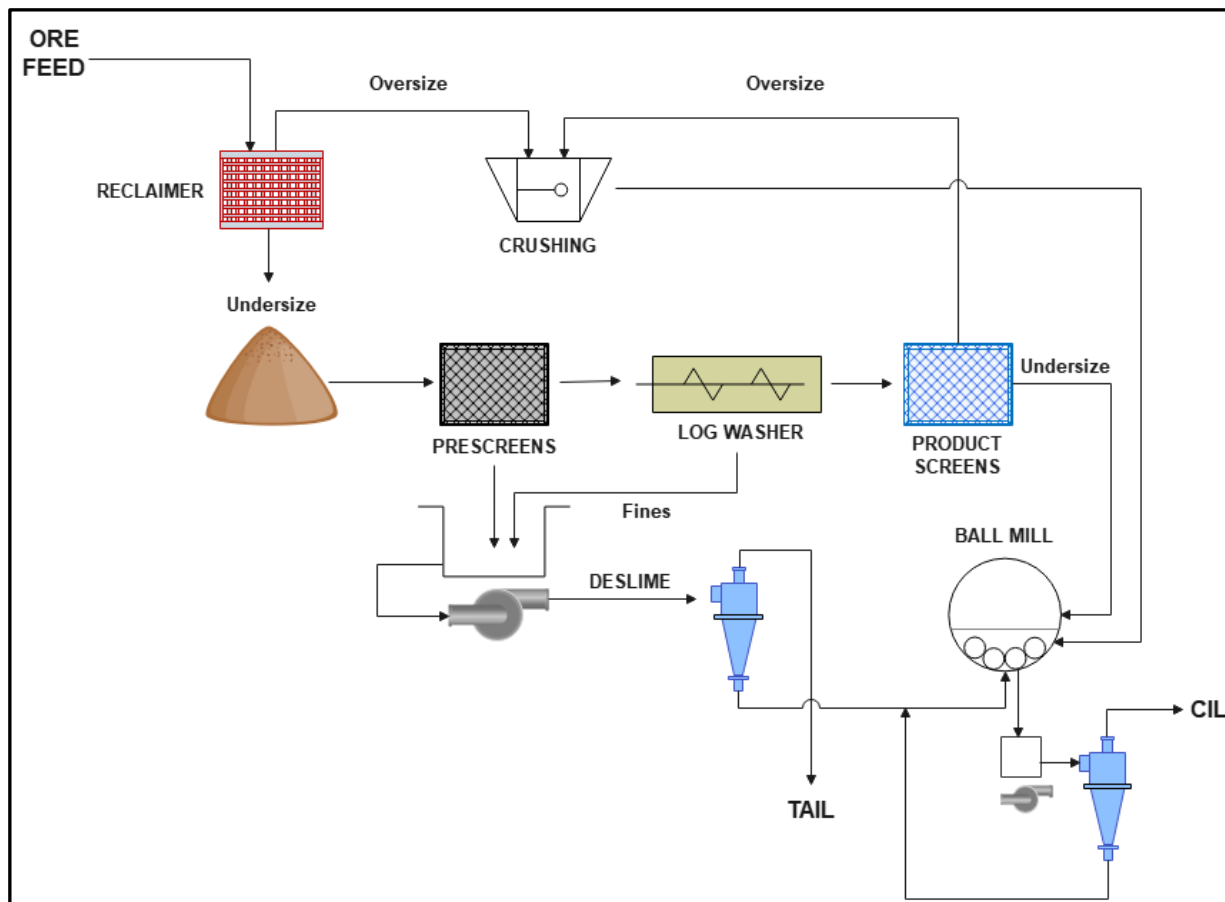 ORE
FEED
Oversize
Oversize
RECLAIMER
CRUSHING
Undersize
Undersize
PRESCREENS
LOG WASHER
PRODUCT
SCREENS
Fines
BALL MILL
DESLIME
CIL
TAIL